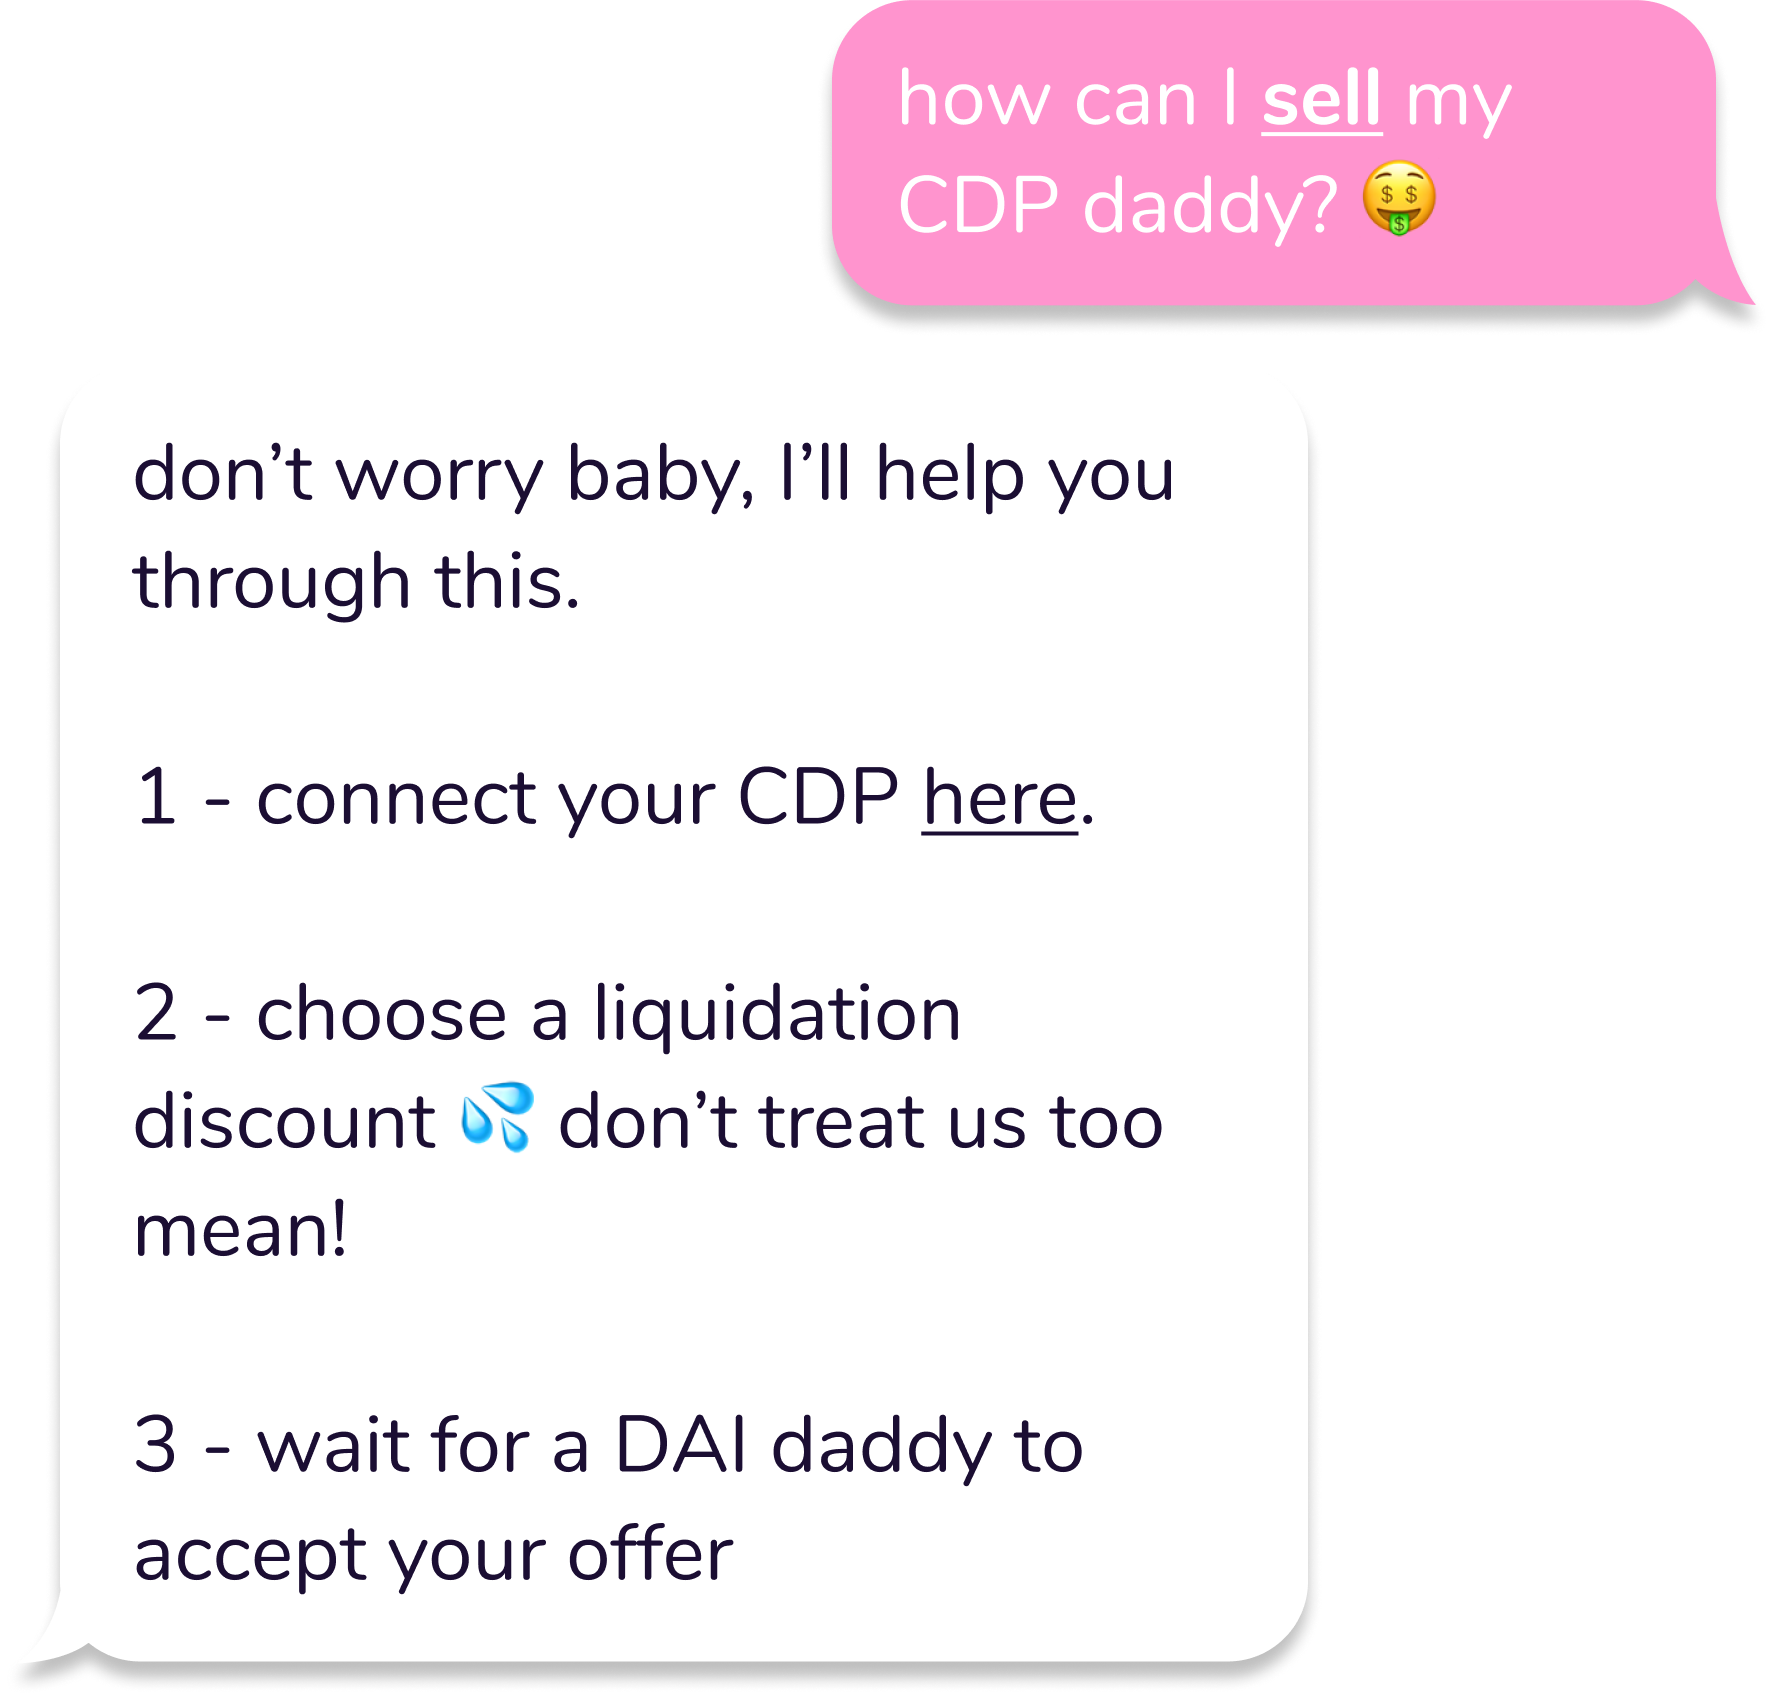 how can I sell my
CDP daddy? 🤑
don’t worry baby, I’ll help you
through this.
1 - connect your CDP here.
2 - choose a liquidation
discount 💦 don’t treat us too
mean!
3 - wait for a DAI daddy to
accept your offer